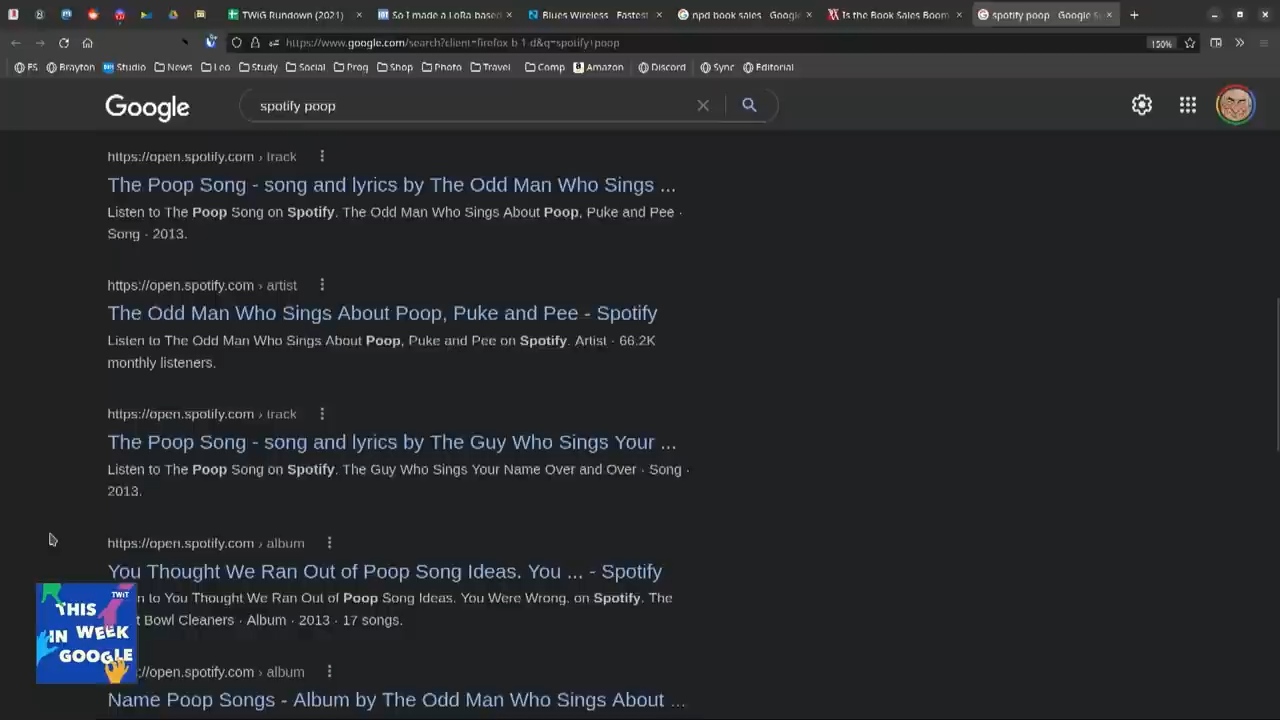 TWiG Rundown (2021)
So I made a LoRa-based
Blues Wireless - Fastest
npd book sales - Google
Is the Book Sales Boom
spotify poop - Google S
https://www.google.com/search?client=firefox-b-1-d&q=spotify+poop
150%
FS Brayton Studio News Leo Study Social Prog Shop Photo Travel Comp Amazon Discord Sync Editorial
Google
spotify poop
https://open.spotify.com › track
The Poop Song - song and lyrics by The Odd Man Who Sings ...
Listen to The Poop Song on Spotify. The Odd Man Who Sings About Poop, Puke and Pee ·
Song · 2013.
https://open.spotify.com › artist
The Odd Man Who Sings About Poop, Puke and Pee - Spotify
Listen to The Odd Man Who Sings About Poop, Puke and Pee on Spotify. Artist · 66.2K
monthly listeners.
https://open.spotify.com › track
The Poop Song - song and lyrics by The Guy Who Sings Your ...
Listen to The Poop Song on Spotify. The Guy Who Sings Your Name Over and Over · Song ·
2013.
https://open.spotify.com › album
You Thought We Ran Out of Poop Song Ideas. You ... - Spotify
n to You Thought We Ran Out of Poop Song Ideas. You Were Wrong. on Spotify. The
t Bowl Cleaners · Album · 2013 · 17 songs.
://open.spotify.com › album
Name Poop Songs - Album by The Odd Man Who Sings About ...
TWiT
THIS
IN WEEK
GOOGLE